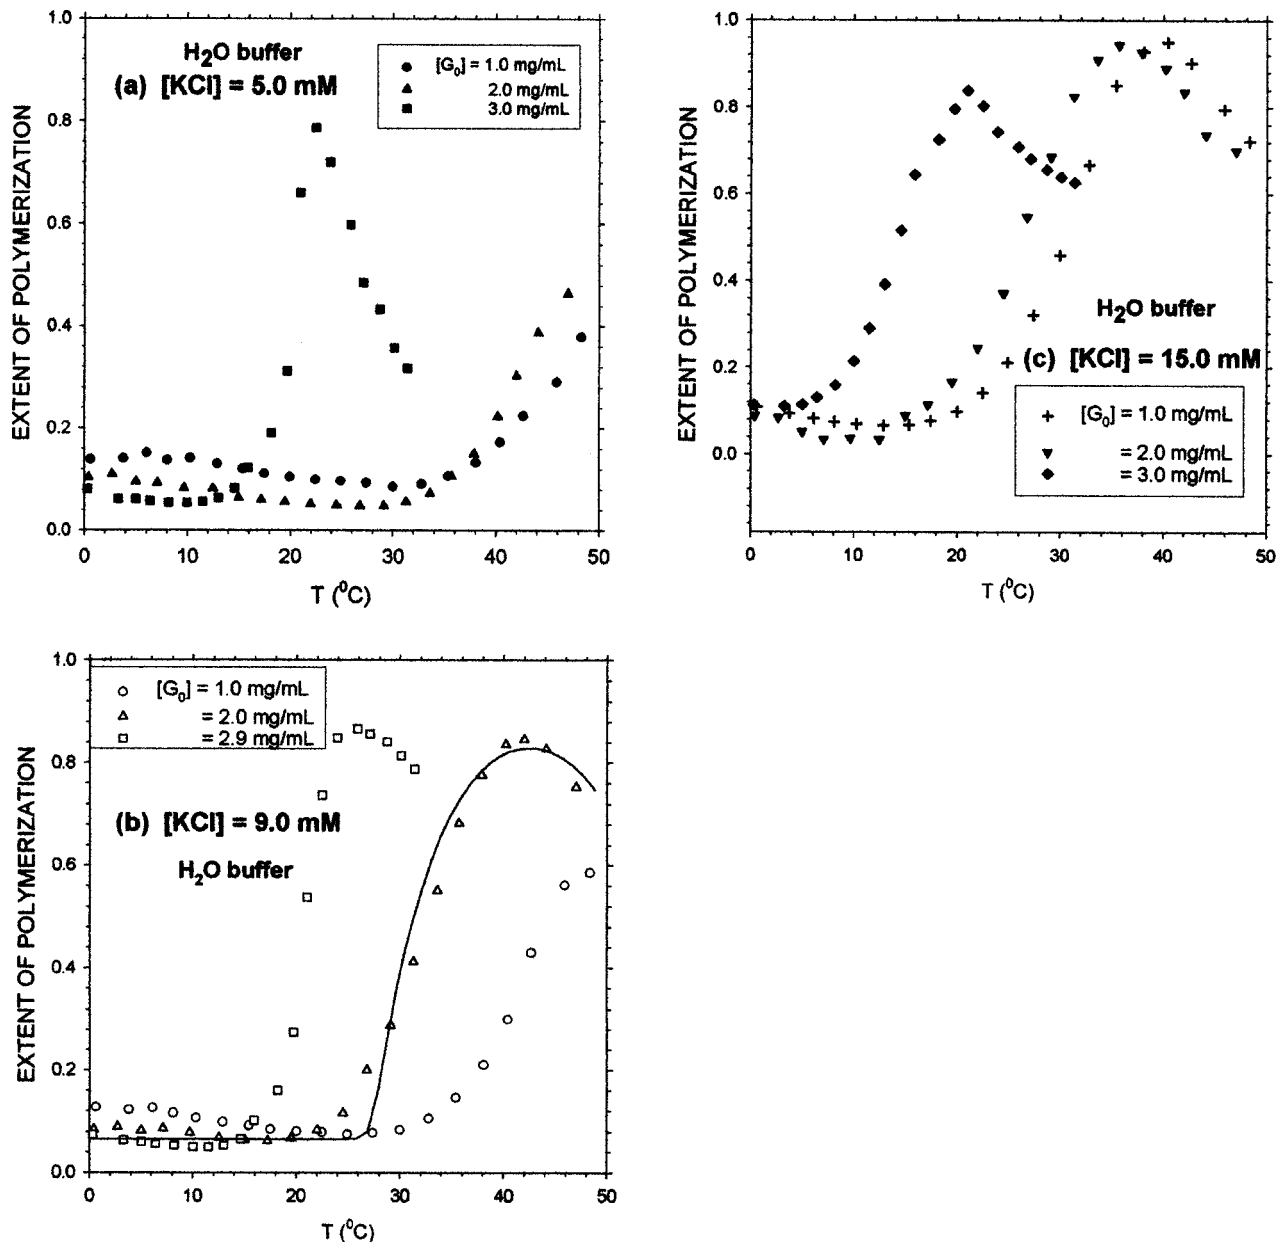 H2O buffer
(a) [KCl] = 5.0 mM
[G0] = 1.0 mg/mL
2.0 mg/mL
3.0 mg/mL
EXTENT OF POLYMERIZATION
1.0
0.8
0.6
0.4
0.2
0.0
0 10 20 30 40 50
T (0C)
1.0
0.8
0.6
0.4
0.2
0.0
EXTENT OF POLYMERIZATION
H2O buffer
(c) [KCl] = 15.0 mM
[G0] = 1.0 mg/mL
= 2.0 mg/mL
= 3.0 mg/mL
0 10 20 30 40 50
T (0C)
1.0
0.8
0.6
0.4
0.2
0.0
EXTENT OF POLYMERIZATION
[G0] = 1.0 mg/mL
= 2.0 mg/mL
= 2.9 mg/mL
(b) [KCl] = 9.0 mM
H2O buffer
0 10 20 30 40 50
T (0C)